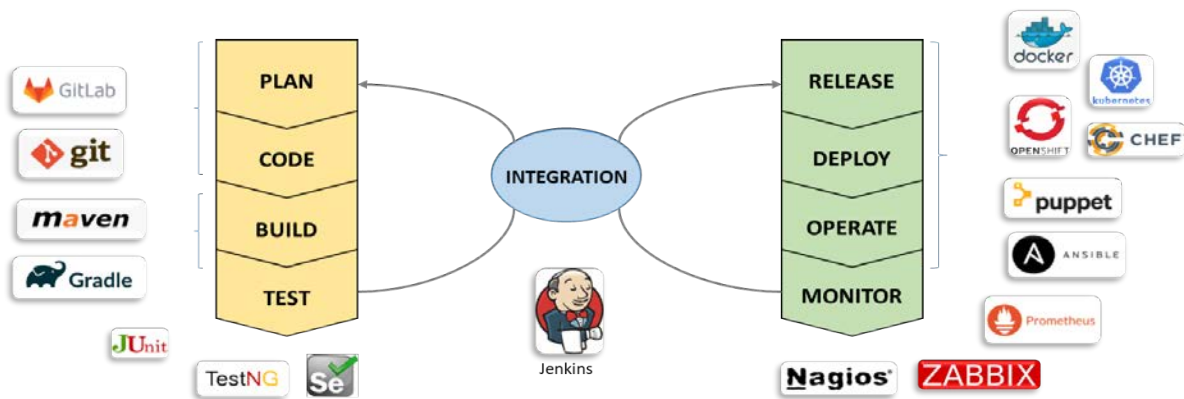 PLAN
CODE
BUILD
TEST
GitLab
git
maven
Gradle
JUnit
TestNG
Se
INTEGRATION
Jenkins
RELEASE
DEPLOY
OPERATE
MONITOR
docker
kubernetes
OPENSHIFT
CHEF
puppet
ANSIBLE
Prometheus
Nagios®
ZABBIX